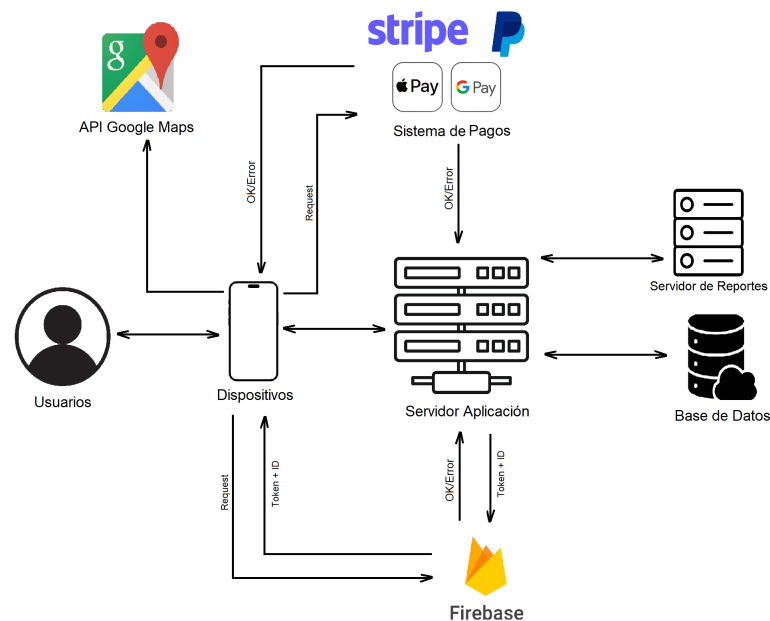 stripe
g
Pay
G Pay
API Google Maps
Sistema de Pagos
OK/Error
Request
OK/Error
Servidor de Reportes
Usuarios
Dispositivos
Servidor Aplicación
Base de Datos
Request
Token + ID
OK/Error
Token + ID
Firebase